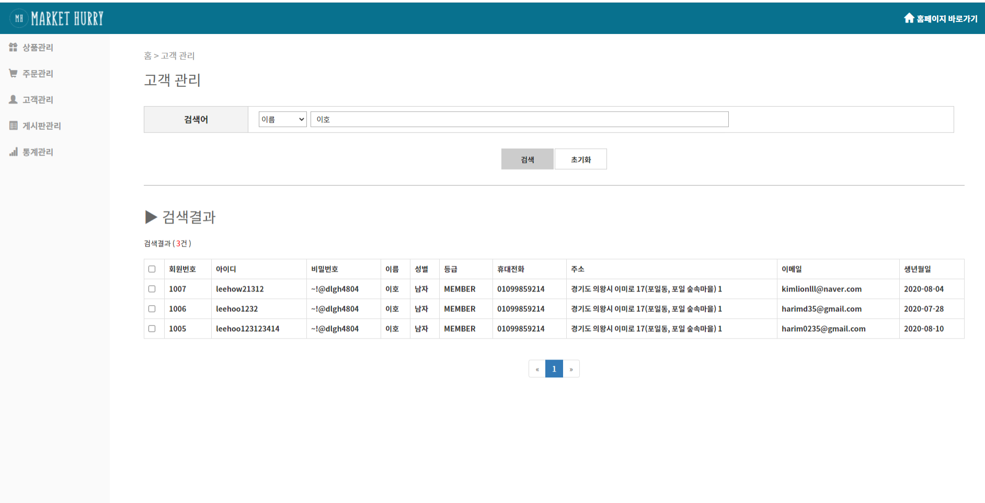 MH MARKET HURRY
홈페이지 바로가기
상품관리
주문관리
고객관리
게시판관리
통계관리
홈 > 고객 관리
고객 관리
검색어 이름 이호
검색 초기화
▶ 검색결과
검색결과 ( 3건 )
회원번호 아이디 비밀번호 이름 성별 등급 휴대전화 주소 이메일 생년월일
1007 leehow21312 ~!@dlgh4804 이호 남자 MEMBER 01099859214 경기도 의왕시 이미로 17(포일동, 포일 숲속마을) 1 kimlionlll@naver.com 2020-08-04
1006 leehoo1232 ~!@dlgh4804 이호 남자 MEMBER 01099859214 경기도 의왕시 이미로 17(포일동, 포일 숲속마을) 1 harimd35@gmail.com 2020-07-28
1005 leehoo123123414 ~!@dlgh4804 이호 남자 MEMBER 01099859214 경기도 의왕시 이미로 17(포일동, 포일 숲속마을) 1 harim0235@gmail.com 2020-08-10
« 1 »